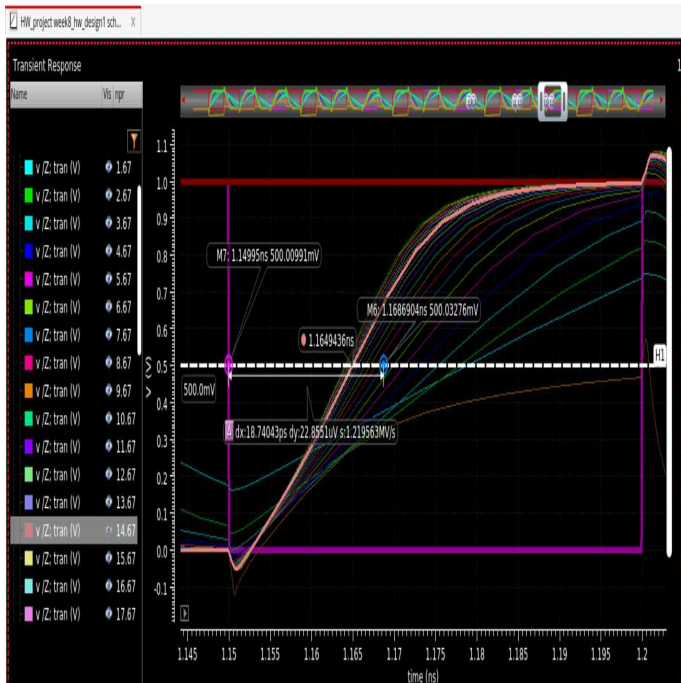 HW_project week8_hw_design1 sch... ×
Transient Response
1
Name Vis npr
v /Z; tran (V) 1.67
v /Z; tran (V) 2.67
v /Z; tran (V) 3.67
v /Z; tran (V) 4.67
v /Z; tran (V) 5.67
v /Z; tran (V) 6.67
v /Z; tran (V) 7.67
v /Z; tran (V) 8.67
v /Z; tran (V) 9.67
v /Z; tran (V) 10.67
v /Z; tran (V) 11.67
v /Z; tran (V) 12.67
v /Z; tran (V) 13.67
v /Z; tran (V) 14.67
v /Z; tran (V) 15.67
v /Z; tran (V) 16.67
v /Z; tran (V) 17.67
V (V)
1.1
1.0
0.9
0.8
0.7
0.6
0.5
0.4
0.3
0.2
0.1
0.0
-0.1
M7: 1.14995ns 500.00991mV
M6: 1.1686904ns 500.03276mV
1.1649436ns
H1
500.0mV
dx:18.74043ps dy:22.8551uV s:1.219563MV/s
1.145 1.15 1.155 1.16 1.165 1.17 1.175 1.18 1.185 1.19 1.195 1.2
time (ns)